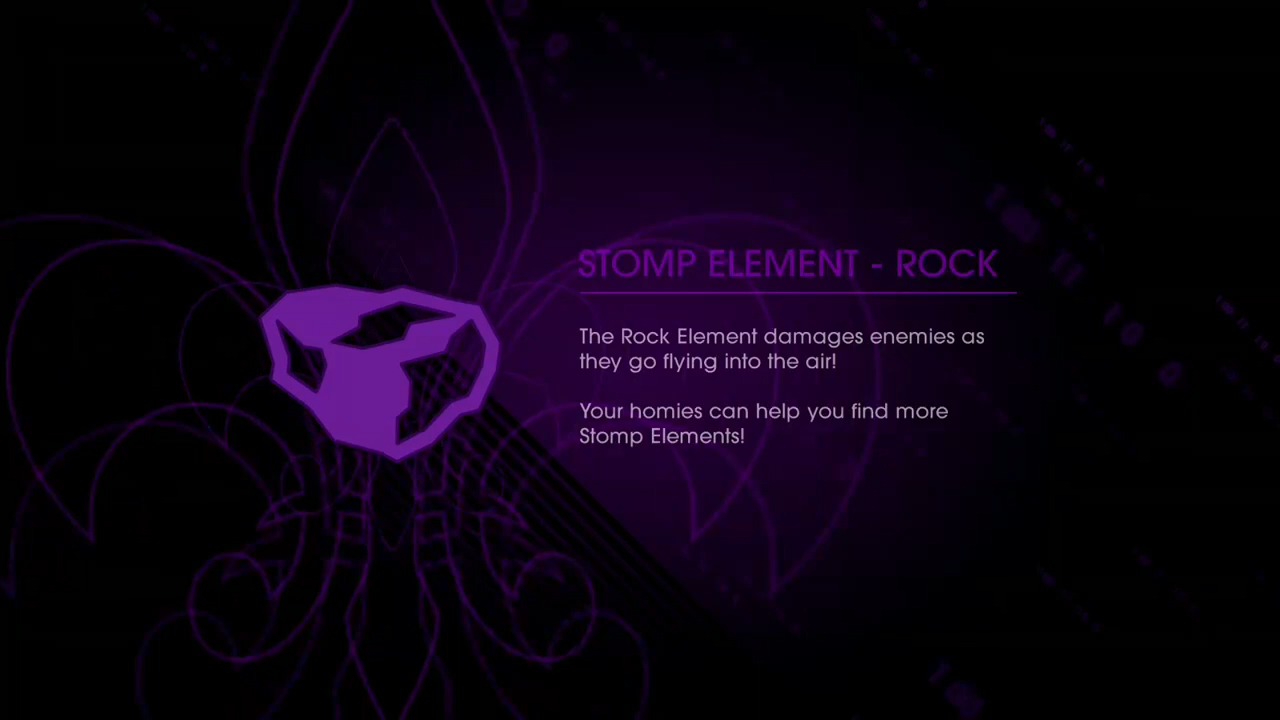 STOMP ELEMENT - ROCK
The Rock Element damages enemies as
they go flying into the air!
Your homies can help you find more
Stomp Elements!